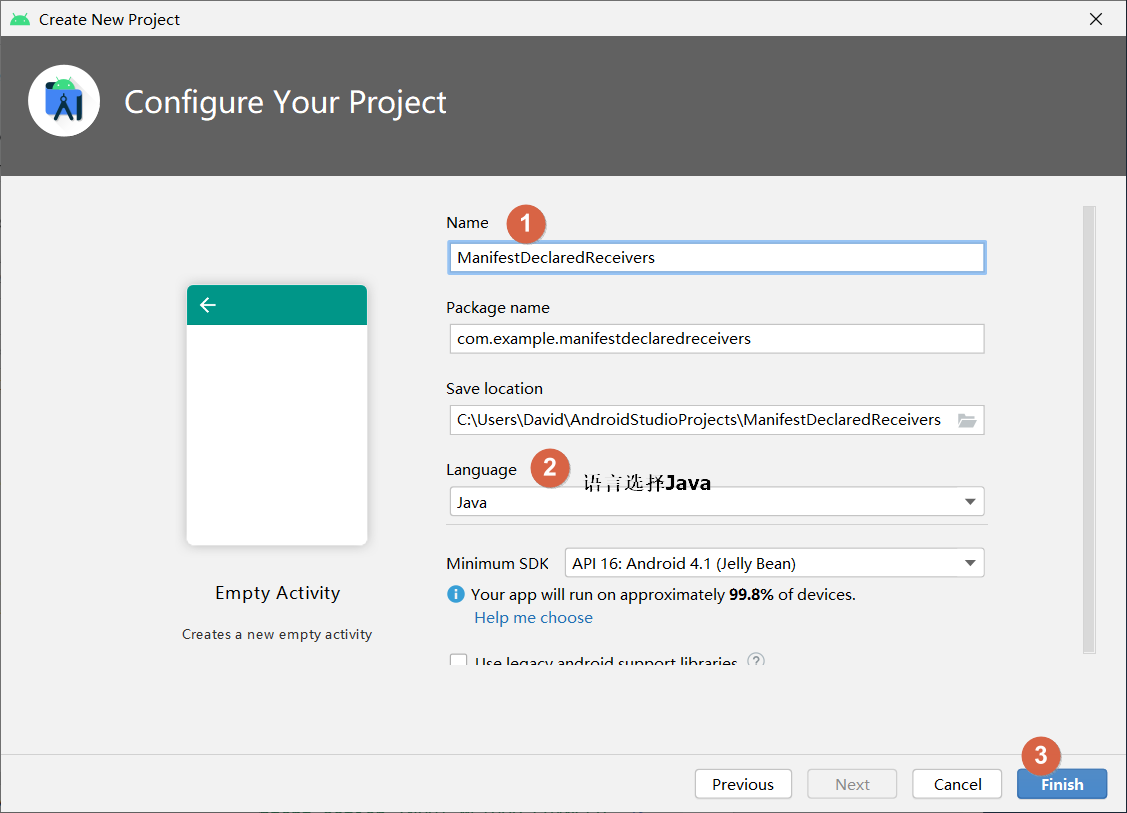 Create New Project
Configure Your Project
Name 1
ManifestDeclaredReceivers
Package name
com.example.manifestdeclaredreceivers
Save location
C:\Users\David\AndroidStudioProjects\ManifestDeclaredReceivers
Language 2 语言选择Java
Java
Minimum SDK API 16: Android 4.1 (Jelly Bean)
i Your app will run on approximately 99.8% of devices.
Help me choose
Use legacy android support libraries ?
Empty Activity
Creates a new empty activity
3
Previous Next Cancel Finish